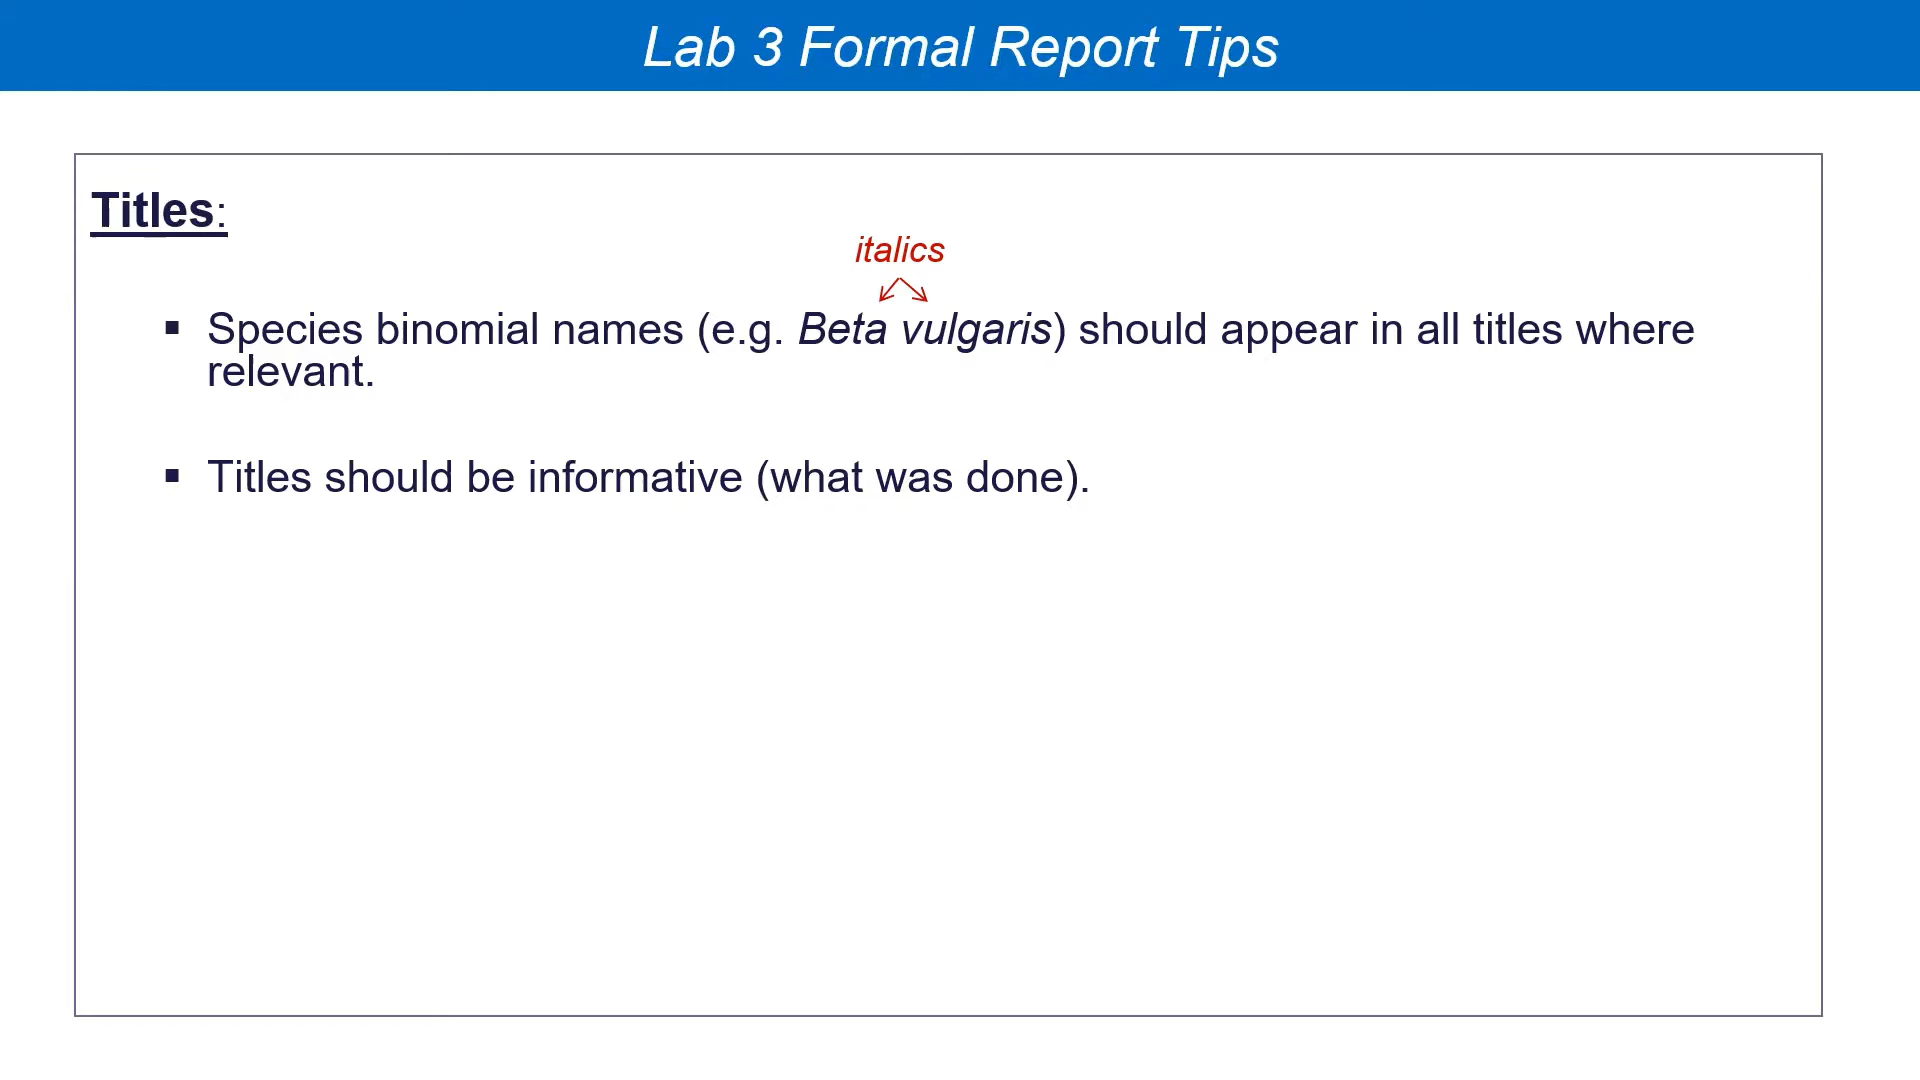 Lab 3 Formal Report Tips
Titles:
italics
▪ Species binomial names (e.g. Beta vulgaris) should appear in all titles where
relevant.
▪ Titles should be informative (what was done).